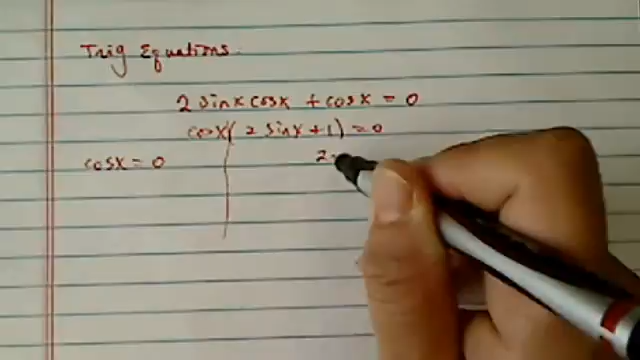 Trig Equations.
2 sinx cosx + cosx = 0
cosx( 2 sinx + 1) = 0
cosx = 0
2